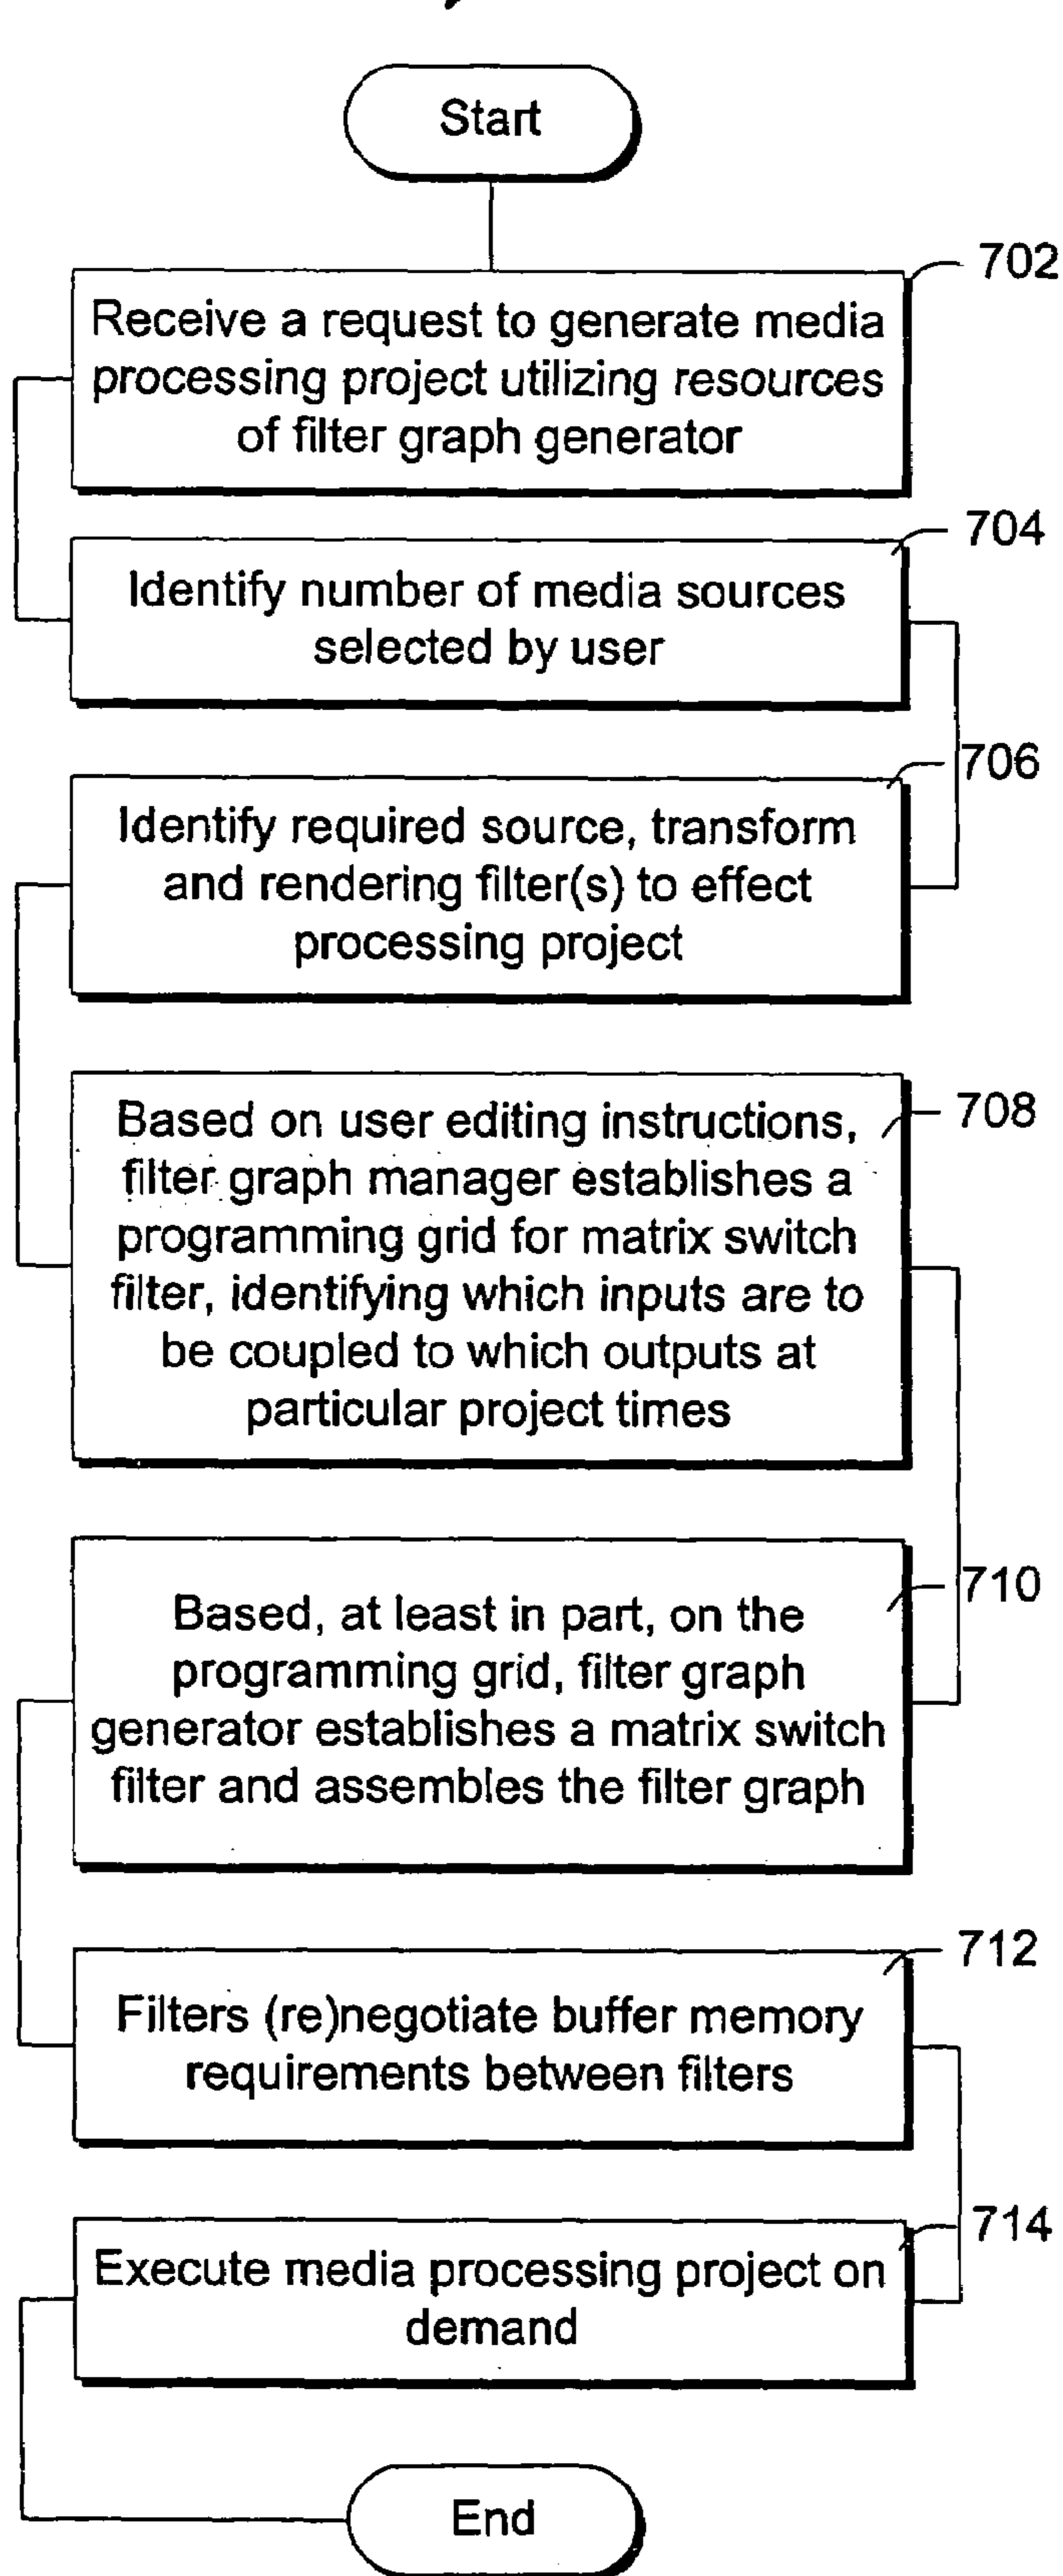 Start
702
Receive a request to generate media
processing project utilizing resources
of filter graph generator
704
Identify number of media sources
selected by user
706
Identify required source, transform
and rendering filter(s) to effect
processing project
708
Based on user editing instructions,
filter graph manager establishes a
programming grid for matrix switch
filter, identifying which inputs are to
be coupled to which outputs at
particular project times
710
Based, at least in part, on the
programming grid, filter graph
generator establishes a matrix switch
filter and assembles the filter graph
712
Filters (re)negotiate buffer memory
requirements between filters
714
Execute media processing project on
demand
End